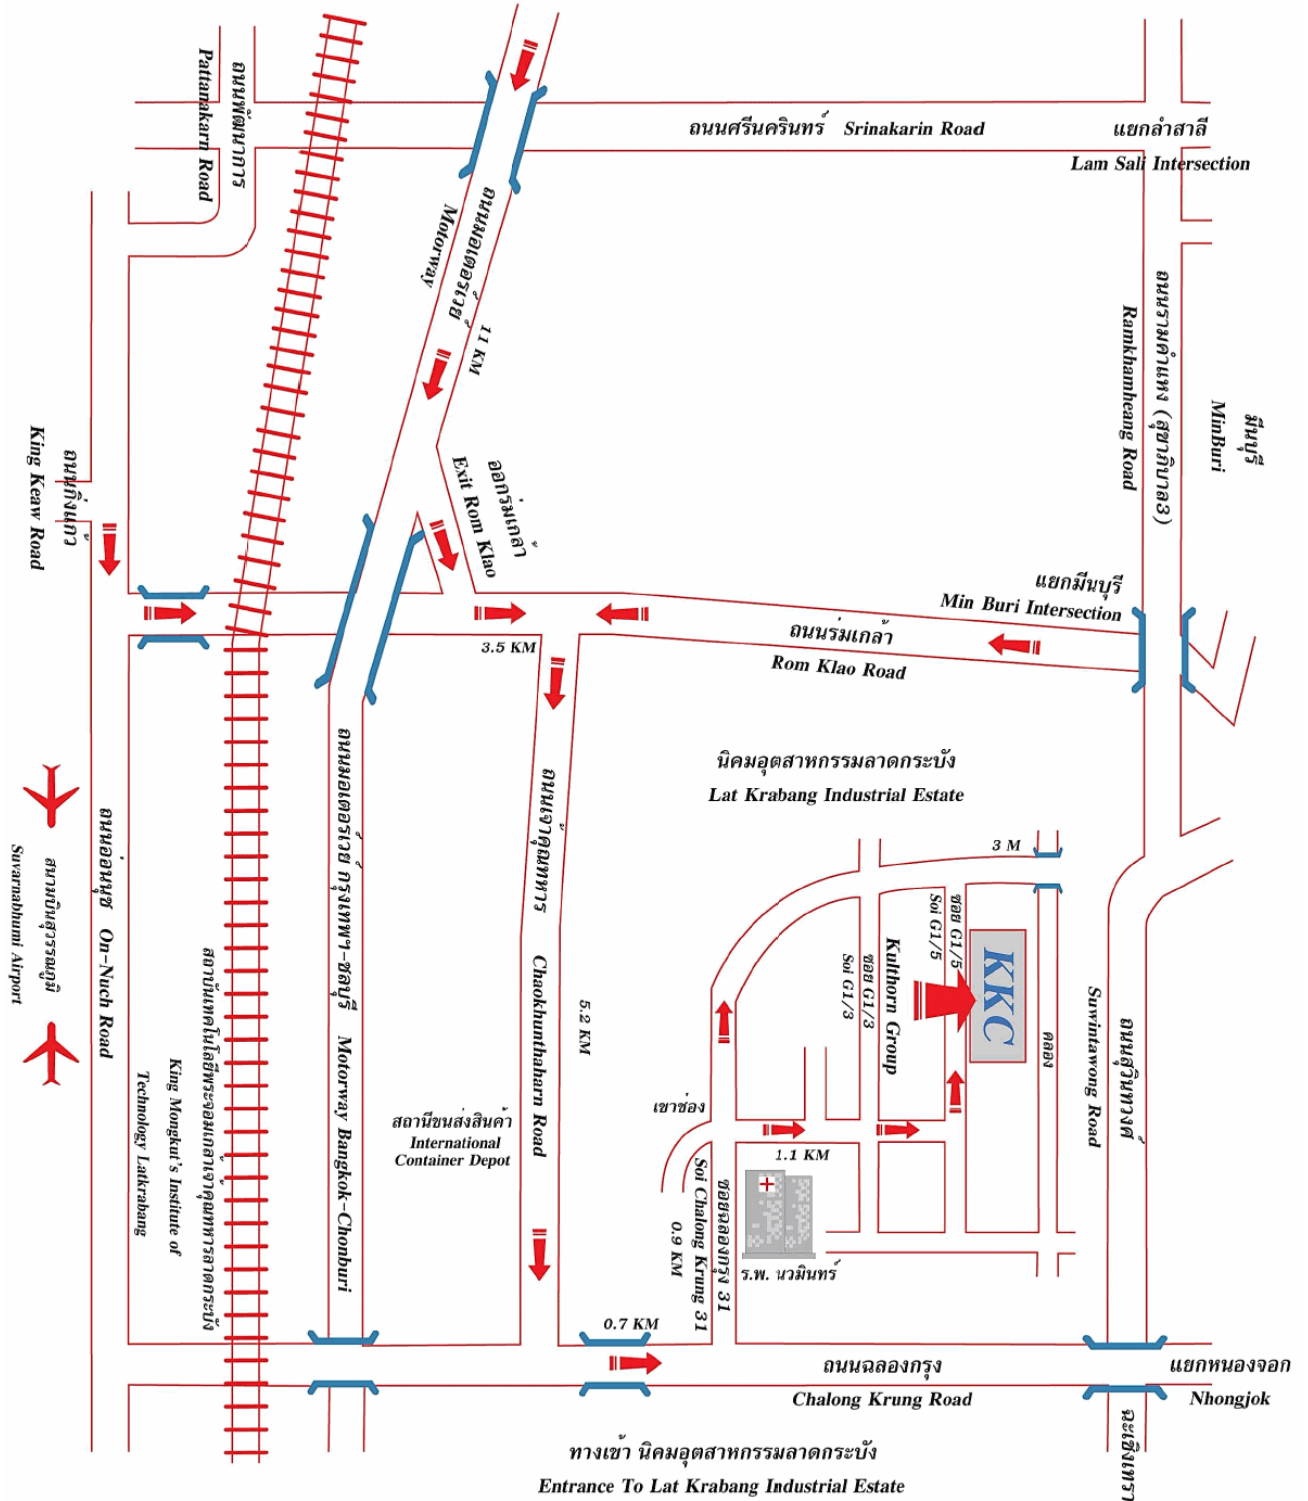 ถนนศรีนครินทร์ Srinakarin Road
แยกลำสาลี
Lam Sali Intersection
ถนนพัฒนาการ
Pattanakarn Road
ถนนมอเตอร์เวย์
Motorway
11 KM
ถนนรามคำแหง (สุขาภิบาล3)
Ramkhamheang Road
มีนบุรี
MinBuri
ถนนกิ่งแก้ว
King Keaw Road
ออกร่มเกล้า
Exit Rom Klao
แยกมีนบุรี
Min Buri Intersection
ถนนร่มเกล้า
Rom Klao Road
3.5 KM
นิคมอุตสาหกรรมลาดกระบัง
Lat Krabang Industrial Estate
3 M
ถนนอ่อนนุช On-Nuch Road
สนามบินสุวรรณภูมิ
Suvarnabhumi Airport
ถนนมอเตอร์เวย์ กรุงเทพฯ-ชลบุรี Motorway Bangkok-Chonburi
ถนนเจ้าคุณทหาร Chaokhunthaharn Road
5.2 KM
ซอย G1/5
Soi G1/5
ซอย G1/3
Soi G1/3
Kulthorn Group
KKC
คลอง
ถนนสุวินทวงศ์
Suwintawong Road
สถาบันเทคโนโลยีพระจอมเกล้าเจ้าคุณทหารลาดกระบัง
King Mongkut's Institute of
Technology Latkrabang
สถานีขนส่งสินค้า
International
Container Depot
เขาช่อง
1.1 KM
ซอยฉลองกรุง 31
Soi Chalong Krung 31
0.9 KM
ร.พ. นวมินทร์
0.7 KM
ถนนฉลองกรุง
Chalong Krung Road
แยกหนองจอก
Nhongjok
ฉะเชิงเทรา
ทางเข้า นิคมอุตสาหกรรมลาดกระบัง
Entrance To Lat Krabang Industrial Estate